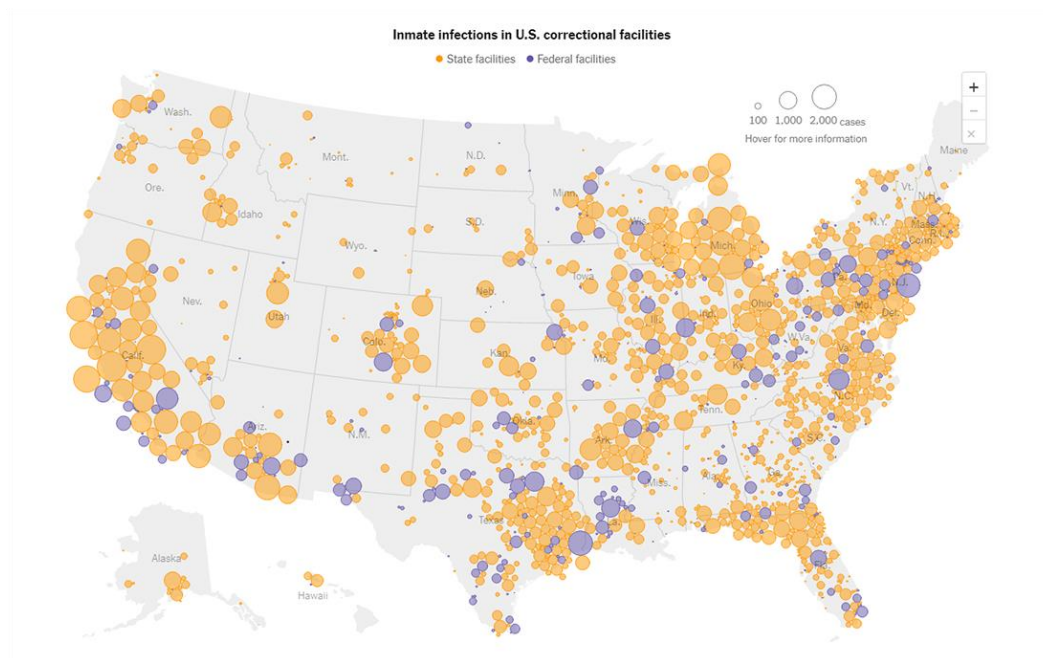 Inmate infections in U.S. correctional facilities
State facilities Federal facilities
+
−
×
100 1,000 2,000 cases
Hover for more information
Wash.
Mont.
N.D.
Maine
Ore.
Idaho
Minn.
Vt.
N.H.
S.D.
Wis.
N.Y.
Mass.
R.I.
Conn.
Wyo.
Mich.
Iowa
N.J.
Nev.
Neb.
Ohio
Md.
Del.
Utah
Ill.
Ind.
Calif.
Colo.
Kan.
Mo.
W.Va.
Va.
Ky.
N.C.
Ariz.
N.M.
Okla.
Tenn.
Ark.
S.C.
Miss.
Ala.
Ga.
Texas
La.
Fla.
Alaska
Hawaii